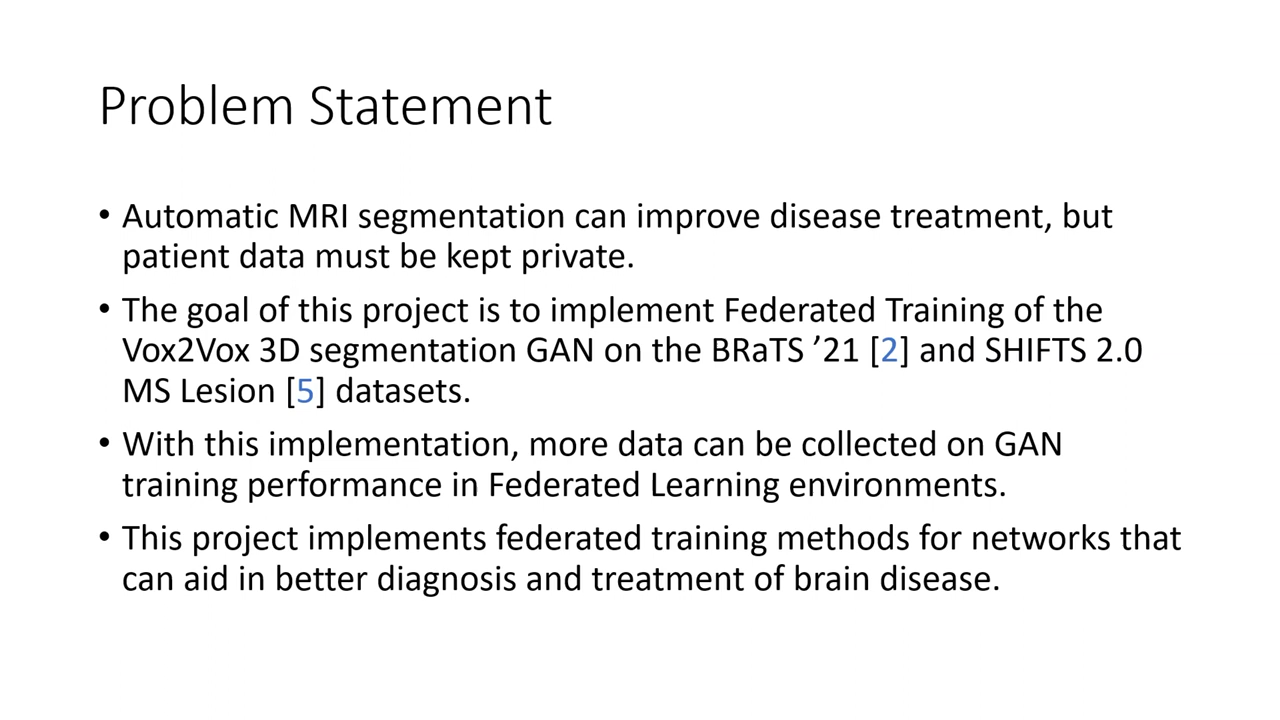 Problem Statement
• Automatic MRI segmentation can improve disease treatment, but
patient data must be kept private.
• The goal of this project is to implement Federated Training of the
Vox2Vox 3D segmentation GAN on the BRaTS ’21 [2] and SHIFTS 2.0
MS Lesion [5] datasets.
• With this implementation, more data can be collected on GAN
training performance in Federated Learning environments.
• This project implements federated training methods for networks that
can aid in better diagnosis and treatment of brain disease.